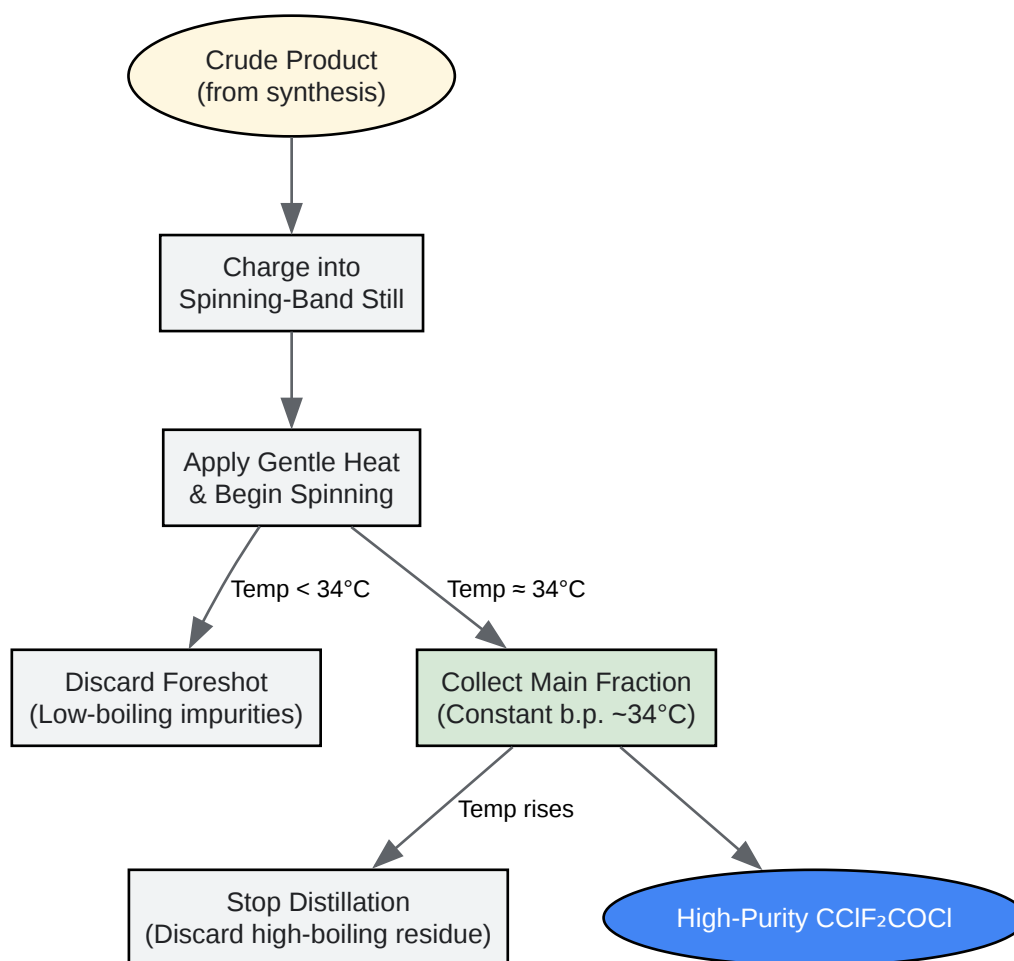 Crude Product
(from synthesis)
Charge into
Spinning-Band Still
Apply Gentle Heat
& Begin Spinning
Temp < 34°C
Temp ≈ 34°C
Discard Foreshot
(Low-boiling impurities)
Collect Main Fraction
(Constant b.p. ~34°C)
Temp rises
Stop Distillation
(Discard high-boiling residue)
High-Purity CClF₂COCl